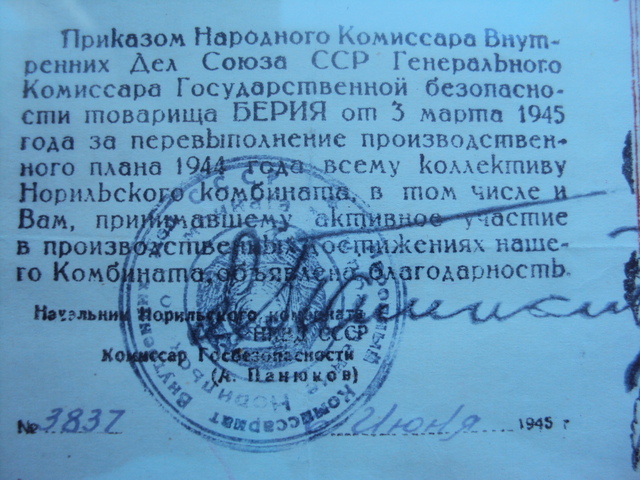 Приказом Народного Комиссара Внут-
ренних Дел Союза ССР Генерального
Комиссара Государственной безопасно-
сти товарища БЕРИЯ от 3 марта 1945
года за перевыполнение производствен-
ного плана 1944 года всему коллективу
Норильского комбината, в том числе и
Вам, принимавшему активное участие
в производственных достижениях наше-
го Комбината, объявлена благодарность.
Начальник Норильского комбината
НКВД СССР
Комиссар Госбезопасности
(А. Панюков)
№ 3837 Июня 1945 г